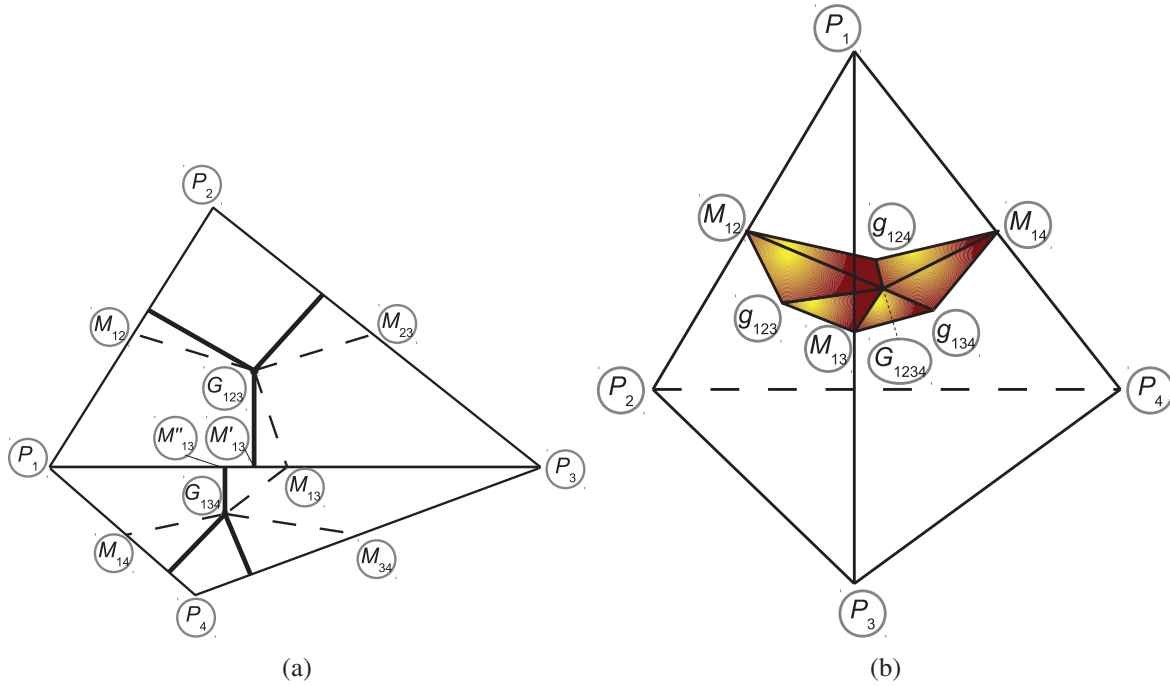 P₂
M₁₂
M₂₃
G₁₂₃
M''₁₃
M'₁₃
P₁
P₃
G₁₃₄
M₁₃
M₁₄
M₃₄
P₄
(a)
P₁
M₁₂
g₁₂₄
M₁₄
g₁₂₃
g₁₃₄
M₁₃
G₁₂₃₄
P₂
P₄
P₃
(b)